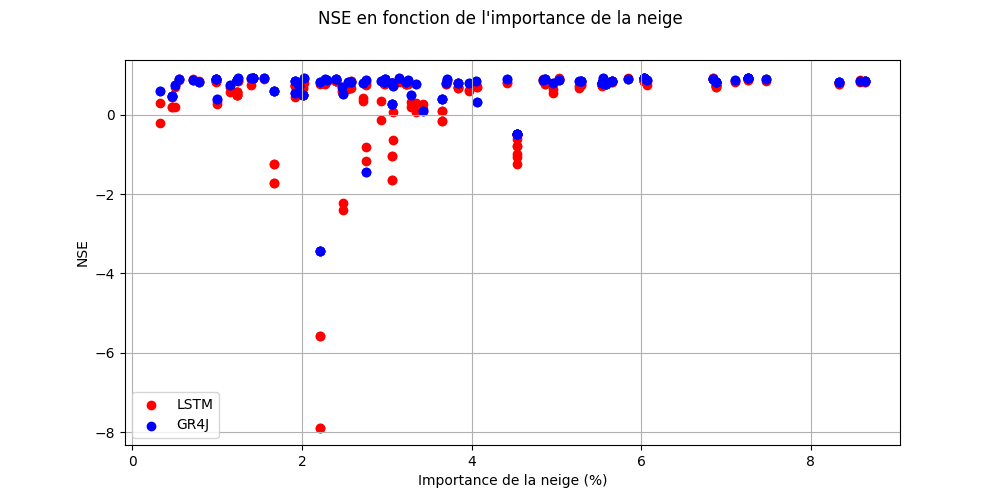 NSE en fonction de l'importance de la neige
NSE
0
−2
−4
−6
−8
LSTM
GR4J
0 2 4 6 8
Importance de la neige (%)